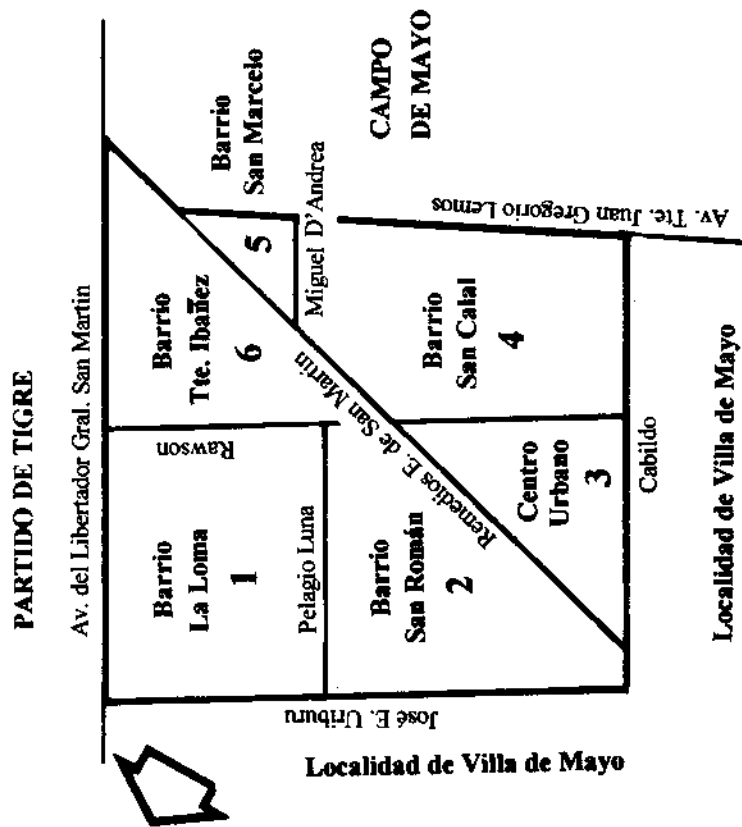 PARTIDO DE TIGRE
Av. del Libertador Gral. San Martin
Barrio
La Loma
1
Rawson
Barrio
Tte. Ibañez
6
5
Barrio
San Marcelo
Miguel D'Andrea
CAMPO
DE MAYO
José E. Uriburu
Pelagio Luna
Barrio
San Román
2
Remedios E. de San Martin
Centro
Urbano
3
Barrio
San Calal
4
Av. Tte. Juan Gregorio Lemos
Cabildo
Localidad de Villa de Mayo
Localidad de Villa de Mayo